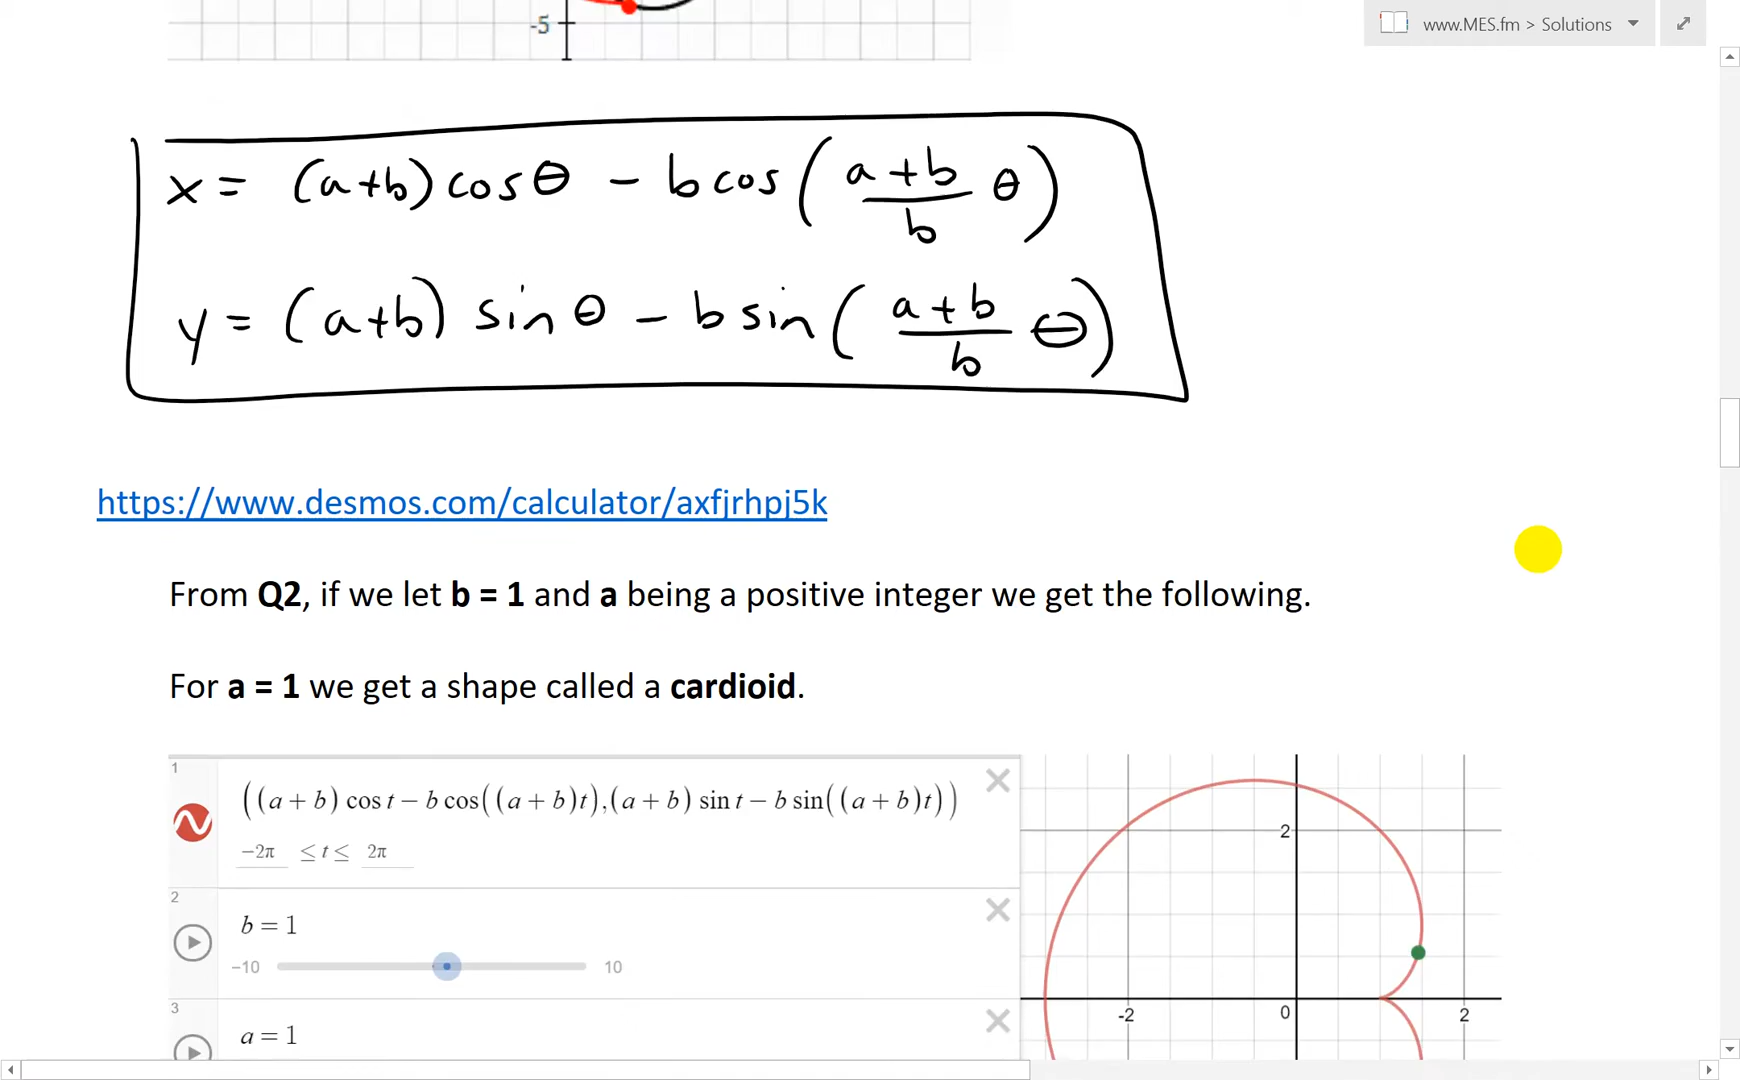 -5
www.MES.fm > Solutions
x = (a+b) cosθ - b cos( a+b / b θ )
y = (a+b) sinθ - b sin( a+b / b θ )
https://www.desmos.com/calculator/axfjrhpj5k
From Q2, if we let b = 1 and a being a positive integer we get the following.
For a = 1 we get a shape called a cardioid.
1
((a + b) cos t − b cos((a + b)t),(a + b) sin t − b sin((a + b)t))
−2π ≤ t ≤ 2π
2
b = 1
−10 10
3
a = 1
2
-2 0 2